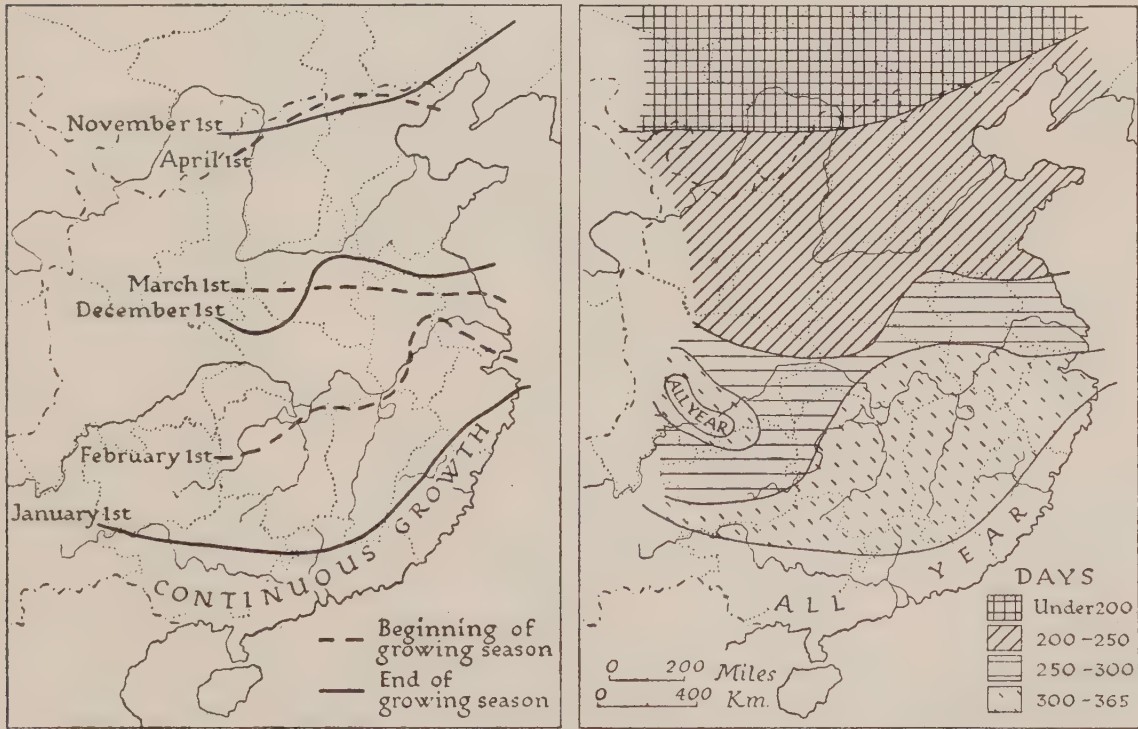 November 1st
April 1st
March 1st
December 1st
February 1st
January 1st
CONTINUOUS GROWTH
Beginning of
growing season
End of
growing season
ALL YEAR
ALL YEAR
DAYS
Under 200
200-250
250-300
300-365
0 200 Miles
0 400 Km.